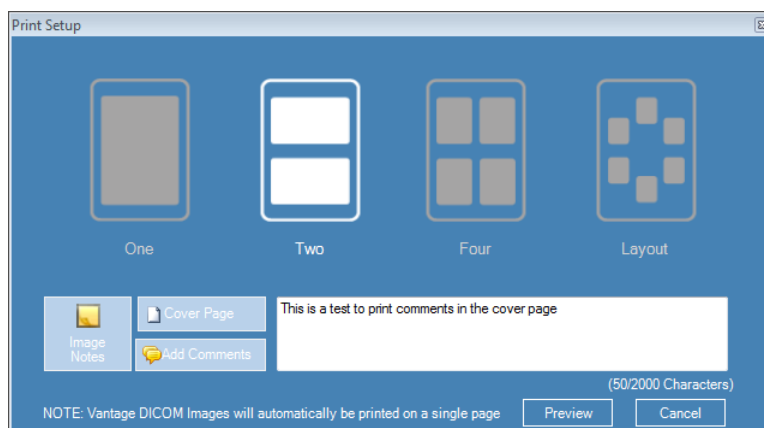 Print Setup
One
Two
Four
Layout
Image
Notes
Cover Page
Add Comments
This is a test to print comments in the cover page
(50/2000 Characters)
NOTE: Vantage DICOM Images will automatically be printed on a single page
Preview
Cancel